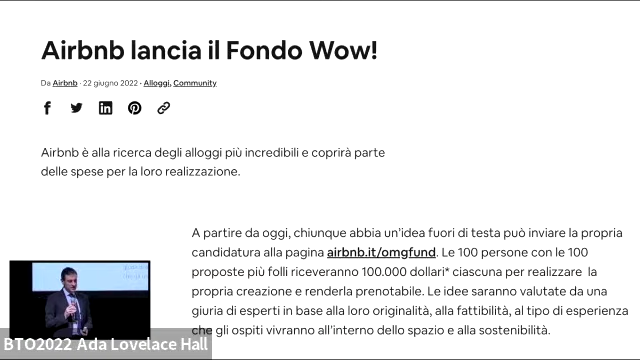 Airbnb lancia il Fondo Wow!
Da Airbnb · 22 giugno 2022 · Alloggi, Community
Airbnb è alla ricerca degli alloggi più incredibili e coprirà parte
delle spese per la loro realizzazione.
A partire da oggi, chiunque abbia un'idea fuori di testa può inviare la propria
candidatura alla pagina airbnb.it/omgfund. Le 100 persone con le 100
proposte più folli riceveranno 100.000 dollari* ciascuna per realizzare la
propria creazione e renderla prenotabile. Le idee saranno valutate da una
giuria di esperti in base alla loro originalità, alla fattibilità, al tipo di esperienza
che gli ospiti vivranno all'interno dello spazio e alla sostenibilità.
BTO2022 Ada Lovelace Hall